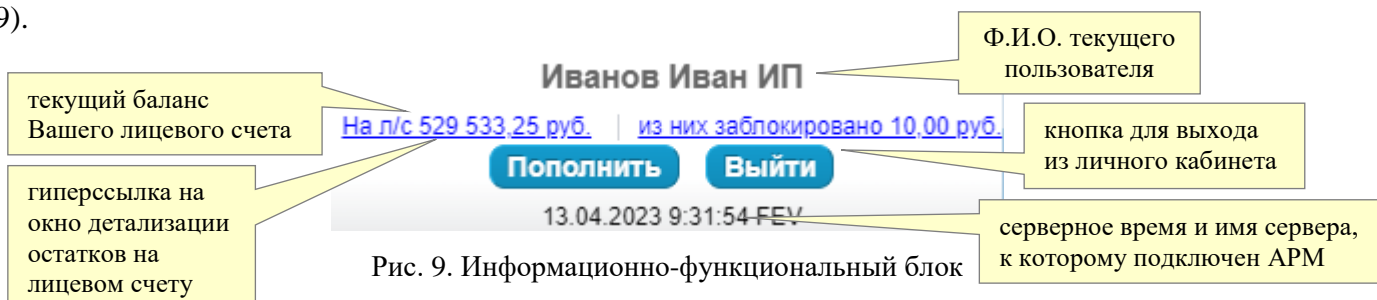 9).
Ф.И.О. текущего
пользователя
Иванов Иван ИП
текущий баланс
Вашего лицевого счета
На л/с 529 533,25 руб. из них заблокировано 10,00 руб.
кнопка для выхода
из личного кабинета
Пополнить Выйти
гиперссылка на
окно детализации
остатков на
лицевом счету
13.04.2023 9:31:54 FEV
серверное время и имя сервера,
к которому подключен АРМ
Рис. 9. Информационно-функциональный блок